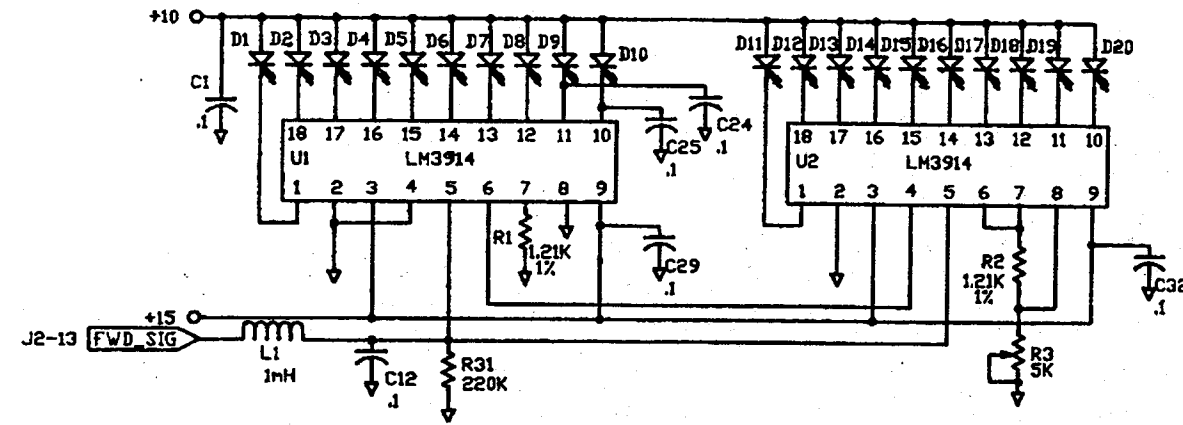 +10
D1 D2 D3 D4 D5 D6 D7 D8 D9 D10
D11 D12 D13 D14 D15 D16 D17 D18 D19 D20
C1
.1
C24
.1
C25
.1
18 17 16 15 14 13 12 11 10
U1 LM3914
1 2 3 4 5 6 7 8 9
18 17 16 15 14 13 12 11 10
U2 LM3914
1 2 3 4 5 6 7 8 9
R1
1.21K
1%
C29
.1
R2
1.21K
1%
C32
.1
+15
J2-13 FWD_SIG
L1
1mH
C12
.1
R31
220K
R3
5K